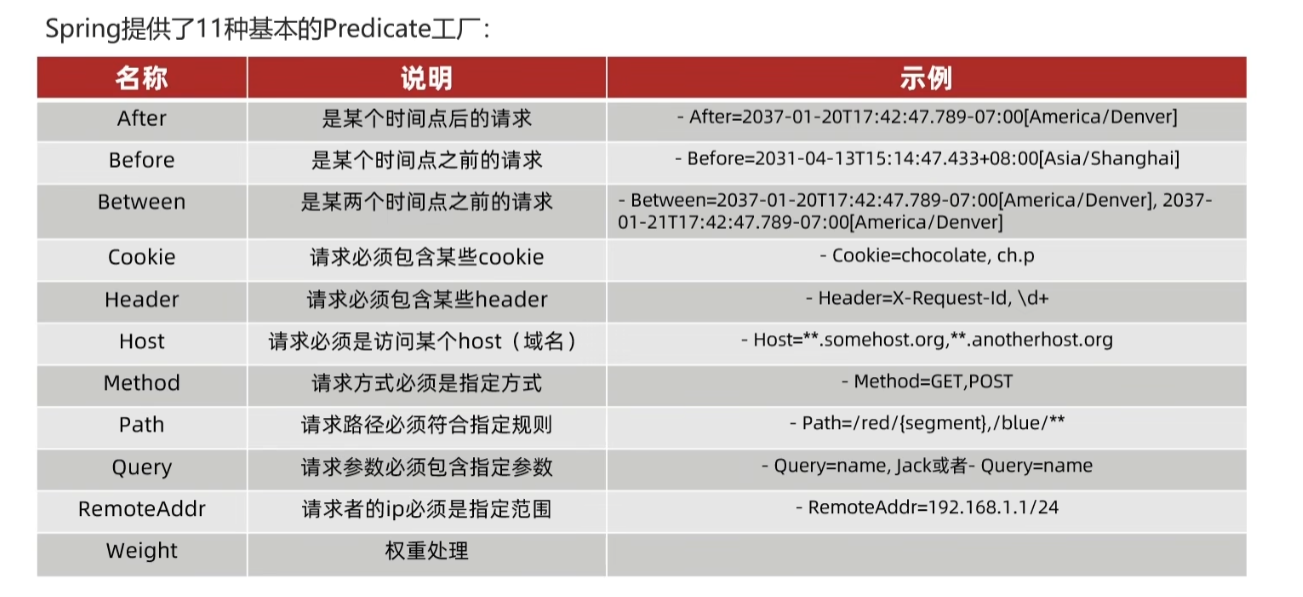 Spring提供了11种基本的Predicate工厂：
名称 说明 示例
After 是某个时间点后的请求 - After=2037-01-20T17:42:47.789-07:00[America/Denver]
Before 是某个时间点之前的请求 - Before=2031-04-13T15:14:47.433+08:00[Asia/Shanghai]
Between 是某两个时间点之前的请求 - Between=2037-01-20T17:42:47.789-07:00[America/Denver], 2037-
01-21T17:42:47.789-07:00[America/Denver]
Cookie 请求必须包含某些cookie - Cookie=chocolate, ch.p
Header 请求必须包含某些header - Header=X-Request-Id, \d+
Host 请求必须是访问某个host（域名） - Host=**.somehost.org,**.anotherhost.org
Method 请求方式必须是指定方式 - Method=GET,POST
Path 请求路径必须符合指定规则 - Path=/red/{segment},/blue/**
Query 请求参数必须包含指定参数 - Query=name, Jack或者- Query=name
RemoteAddr 请求者的ip必须是指定范围 - RemoteAddr=192.168.1.1/24
Weight 权重处理